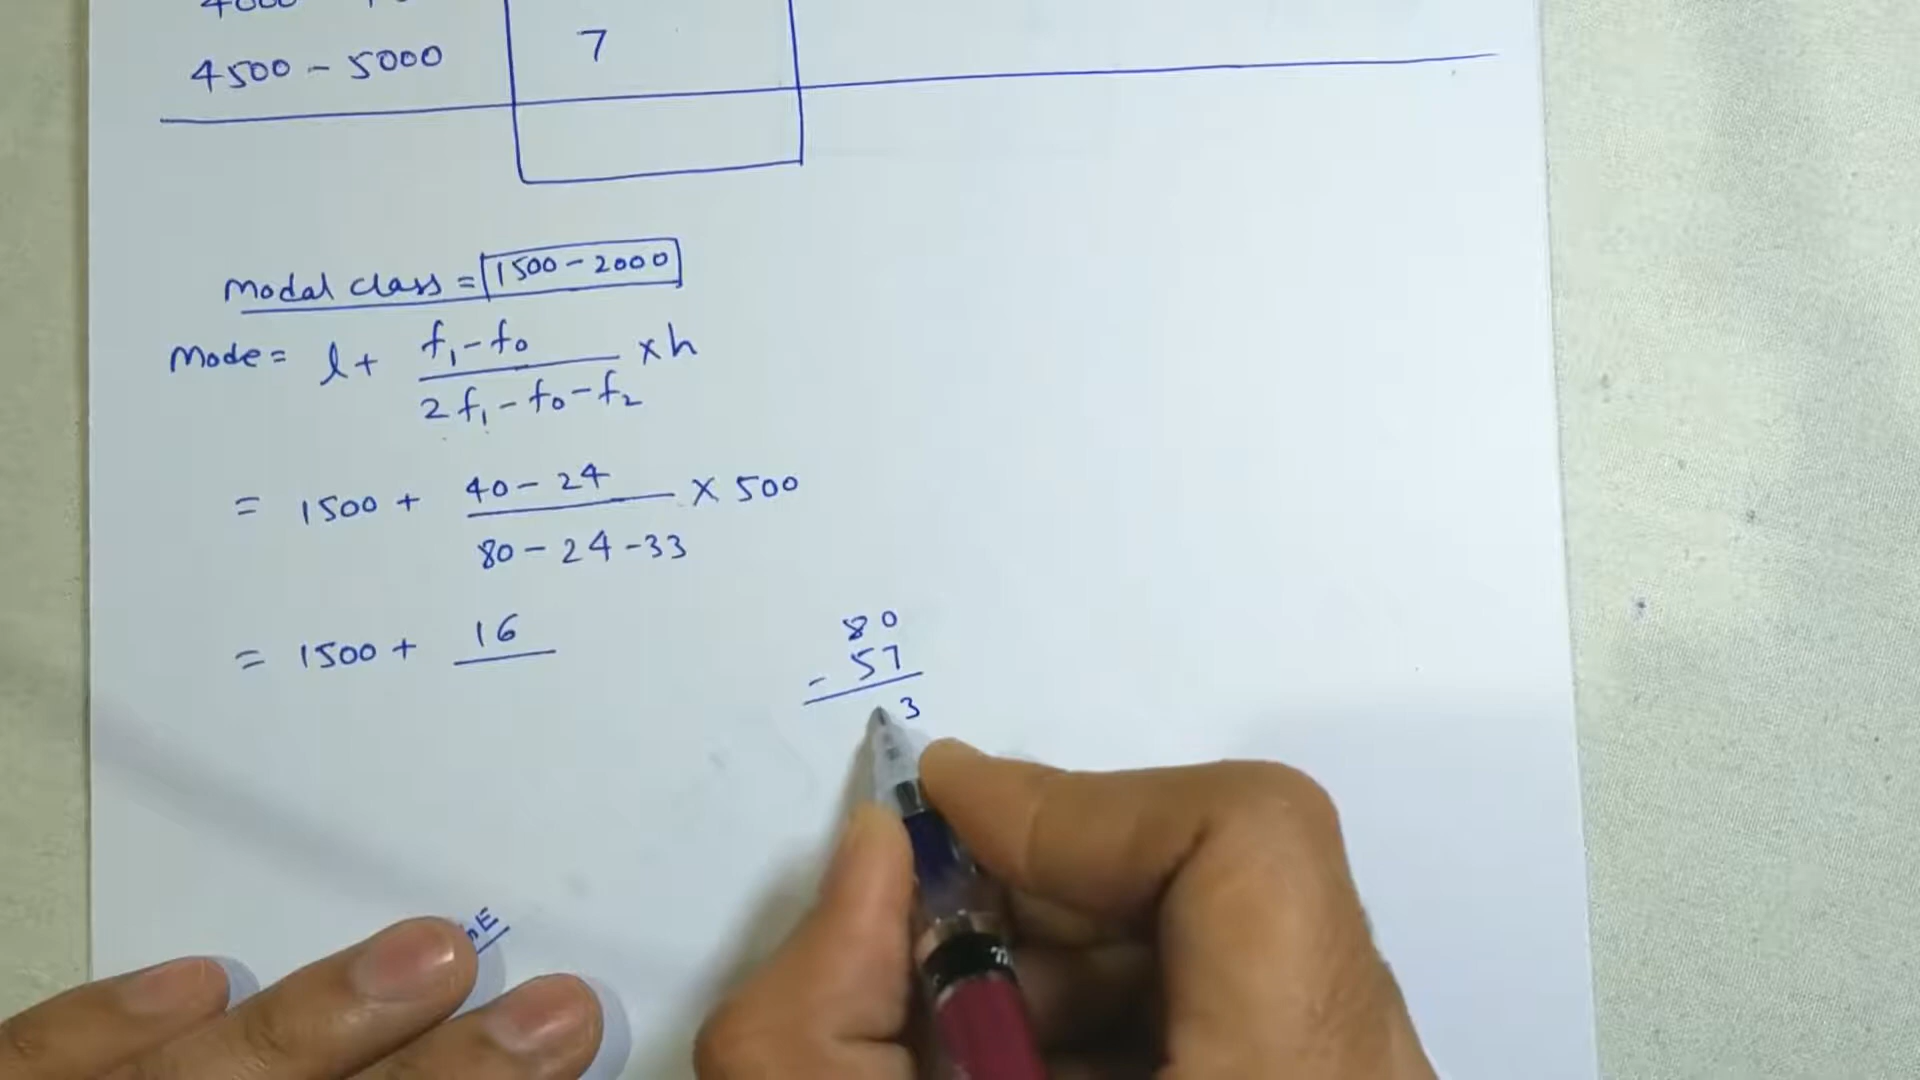 4500 - 5000 7
Modal class = 1500 - 2000
Mode = l + f₁ - f₀ / 2f₁ - f₀ - f₂ × h
= 1500 + 40 - 24 / 80 - 24 - 33 × 500
= 1500 + 16
80
- 57
3